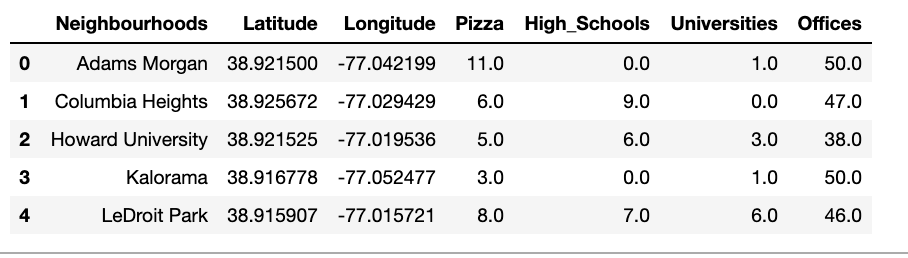 Neighbourhoods Latitude Longitude Pizza High_Schools Universities Offices
0 Adams Morgan 38.921500 -77.042199 11.0 0.0 1.0 50.0
1 Columbia Heights 38.925672 -77.029429 6.0 9.0 0.0 47.0
2 Howard University 38.921525 -77.019536 5.0 6.0 3.0 38.0
3 Kalorama 38.916778 -77.052477 3.0 0.0 1.0 50.0
4 LeDroit Park 38.915907 -77.015721 8.0 7.0 6.0 46.0